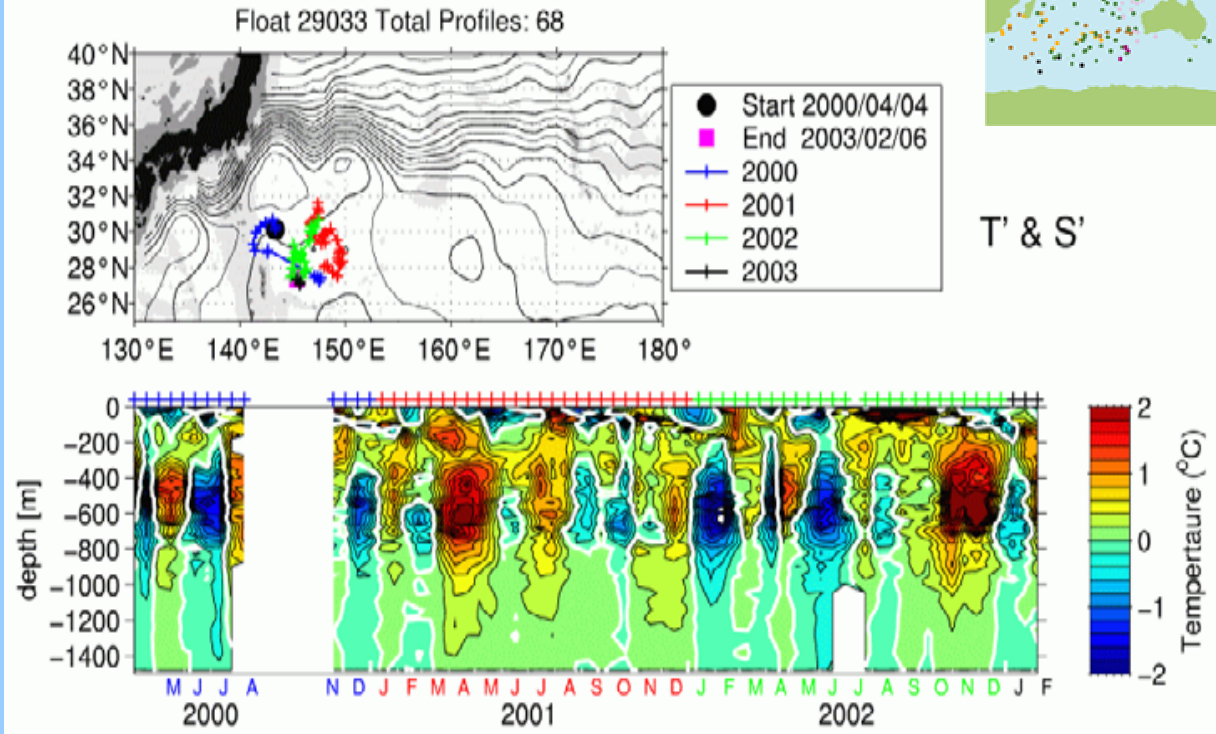 Float 29033 Total Profiles: 68
40°N
38°N
36°N
34°N
32°N
30°N
28°N
26°N
130°E 140°E 150°E 160°E 170°E 180°
Start 2000/04/04
End 2003/02/06
2000
2001
2002
2003
T' & S'
0
-200
-400
-600
-800
-1000
-1200
-1400
depth [m]
M J J A N D J F M A M J J A S O N D J F M A M J J A S O N D J F
2000 2001 2002
2
1
0
-1
-2
Tempertaure (°C)